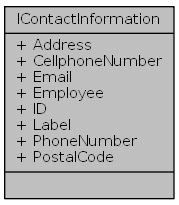 IContactInformation
+ Address
+ CellphoneNumber
+ Email
+ Employee
+ ID
+ Label
+ PhoneNumber
+ PostalCode